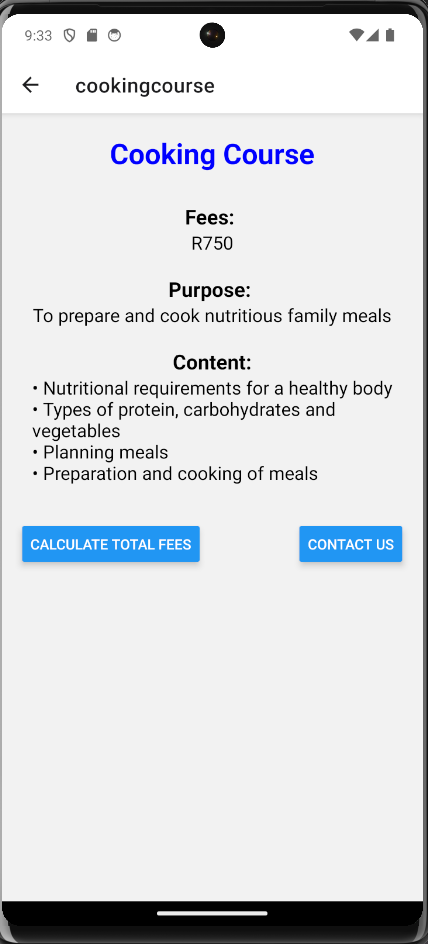 9:33
cookingcourse
Cooking Course
Fees:
R750
Purpose:
To prepare and cook nutritious family meals
Content:
• Nutritional requirements for a healthy body
• Types of protein, carbohydrates and
vegetables
• Planning meals
• Preparation and cooking of meals
CALCULATE TOTAL FEES
CONTACT US